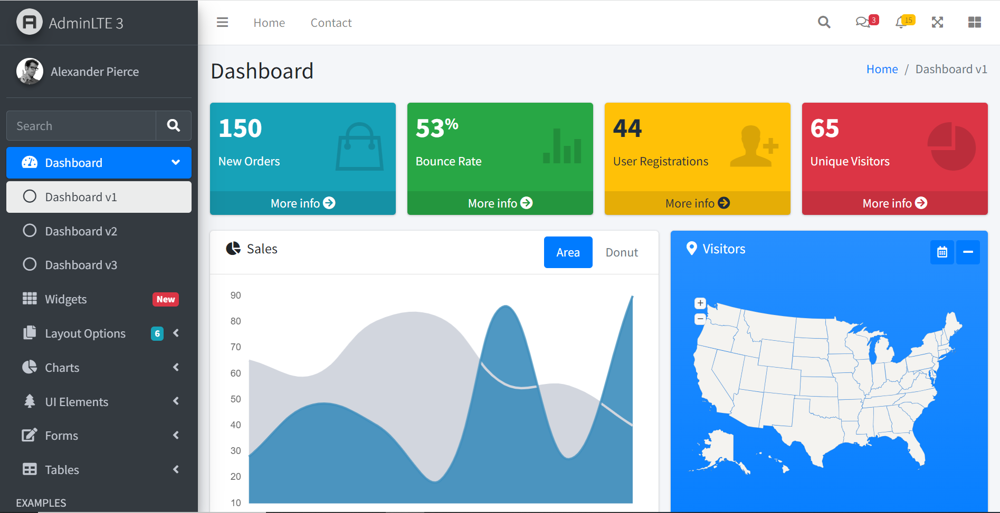 AdminLTE 3
Home
Contact
3
15
Alexander Pierce
Search
Dashboard
Dashboard v1
Dashboard v2
Dashboard v3
Widgets New
Layout Options 6
Charts
UI Elements
Forms
Tables
EXAMPLES
Dashboard
Home / Dashboard v1
150
New Orders
More info
53%
Bounce Rate
More info
44
User Registrations
More info
65
Unique Visitors
More info
Sales
Area
Donut
90
80
70
60
50
40
30
20
10
Visitors
+
−